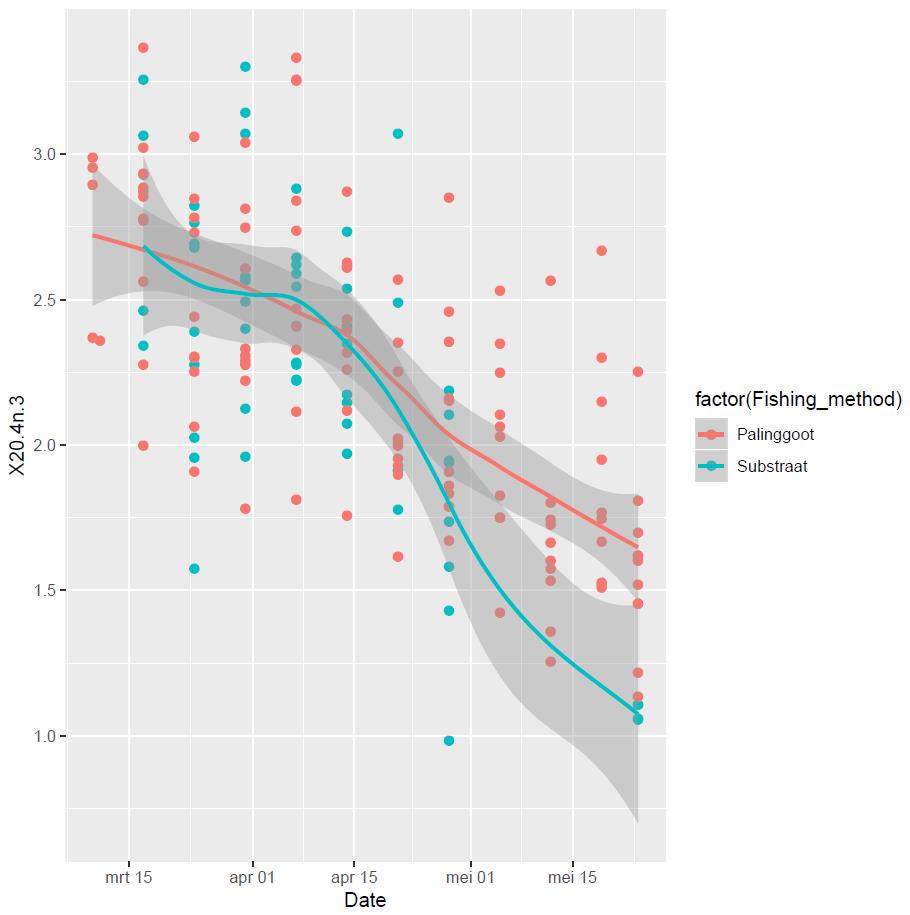 X20.4n.3
3.0
2.5
2.0
1.5
1.0
mrt 15
apr 01
apr 15
mei 01
mei 15
Date
factor(Fishing_method)
Palinggoot
Substraat